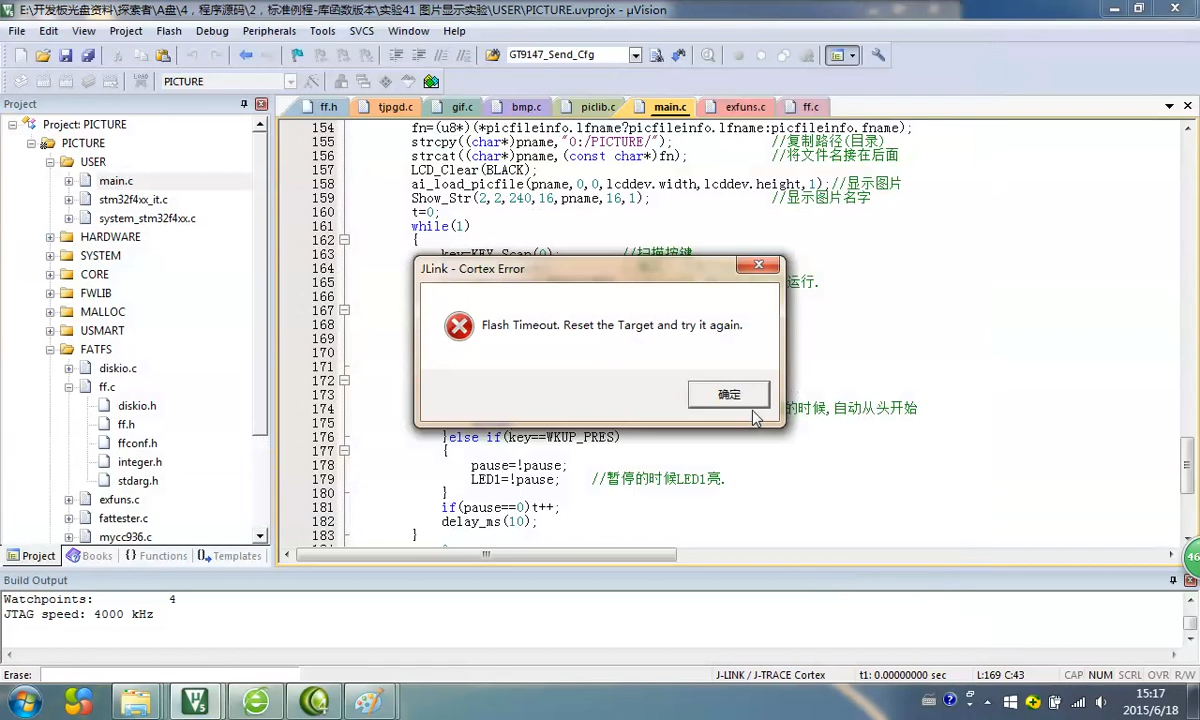 E:\开发板光盘资料\探索者\A盘\4，程序源码\2，标准例程-库函数版本\实验41 图片显示实验\USER\PICTURE.uvprojx - µVision
File Edit View Project Flash Debug Peripherals Tools SVCS Window Help
GT9147_Send_Cfg
LOAD PICTURE
Project
ff.h tjpgd.c gif.c bmp.c piclib.c main.c exfuns.c ff.c
Project: PICTURE
PICTURE
USER
main.c
stm32f4xx_it.c
system_stm32f4xx.c
HARDWARE
SYSTEM
CORE
FWLIB
MALLOC
USMART
FATFS
diskio.c
ff.c
diskio.h
ff.h
ffconf.h
integer.h
stdarg.h
exfuns.c
fattester.c
mycc936.c
Project Books {} Functions Templates
154 fn=(u8*)(*picfileinfo.lfname?picfileinfo.lfname:picfileinfo.fname);
155 strcpy((char*)pname,"0:/PICTURE/"); //复制路径(目录)
156 strcat((char*)pname,(const char*)fn); //将文件名接在后面
157 LCD_Clear(BLACK);
158 ai_load_picfile(pname,0,0,lcddev.width,lcddev.height,1);//显示图片
159 Show_Str(2,2,240,16,pname,16,1); //显示图片名字
160 t=0;
161 while(1)
162 {
163 key=KEY_Scan(0); //扫描按键
164
165 运行.
166
167
168
169
170
171
172
173
174 的时候,自动从头开始
175
176 }else if(key==WKUP_PRES)
177 {
178 pause=!pause;
179 LED1=!pause; //暂停的时候LED1亮.
180 }
181 if(pause==0)t++;
182 delay_ms(10);
183 }
JLink - Cortex Error
Flash Timeout. Reset the Target and try it again.
确定
46
Build Output
Watchpoints: 4
JTAG speed: 4000 kHz
Erase: J-LINK / J-TRACE Cortex t1: 0.00000000 sec L:169 C:43 CAP NUM SCRL OVR R/W
15:17
2015/6/18